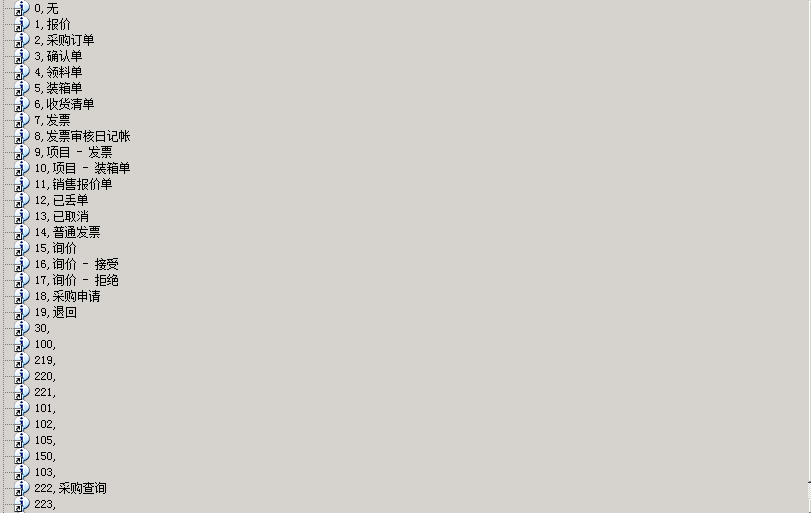 0, 无
1, 报价
2, 采购订单
3, 确认单
4, 领料单
5, 装箱单
6, 收货清单
7, 发票
8, 发票审核日记帐
9, 项目 - 发票
10, 项目 - 装箱单
11, 销售报价单
12, 已丢单
13, 已取消
14, 普通发票
15, 询价
16, 询价 - 接受
17, 询价 - 拒绝
18, 采购申请
19, 退回
30,
100,
219,
220,
221,
101,
102,
105,
150,
103,
222, 采购查询
223,